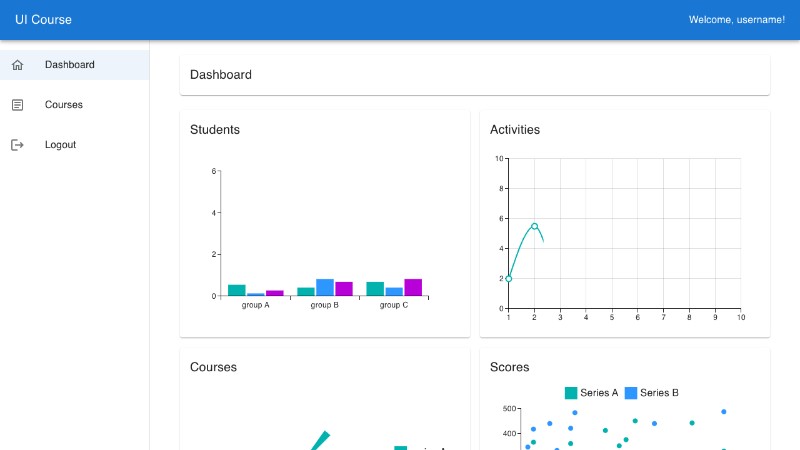 UI Course
Welcome, username!
Dashboard
Courses
Logout
Dashboard
Students
6
4
2
0
group A
group B
group C
Activities
10
8
6
4
2
0
1 2 3 4 5 6 7 8 9 10
Courses
Scores
Series A Series B
500
400